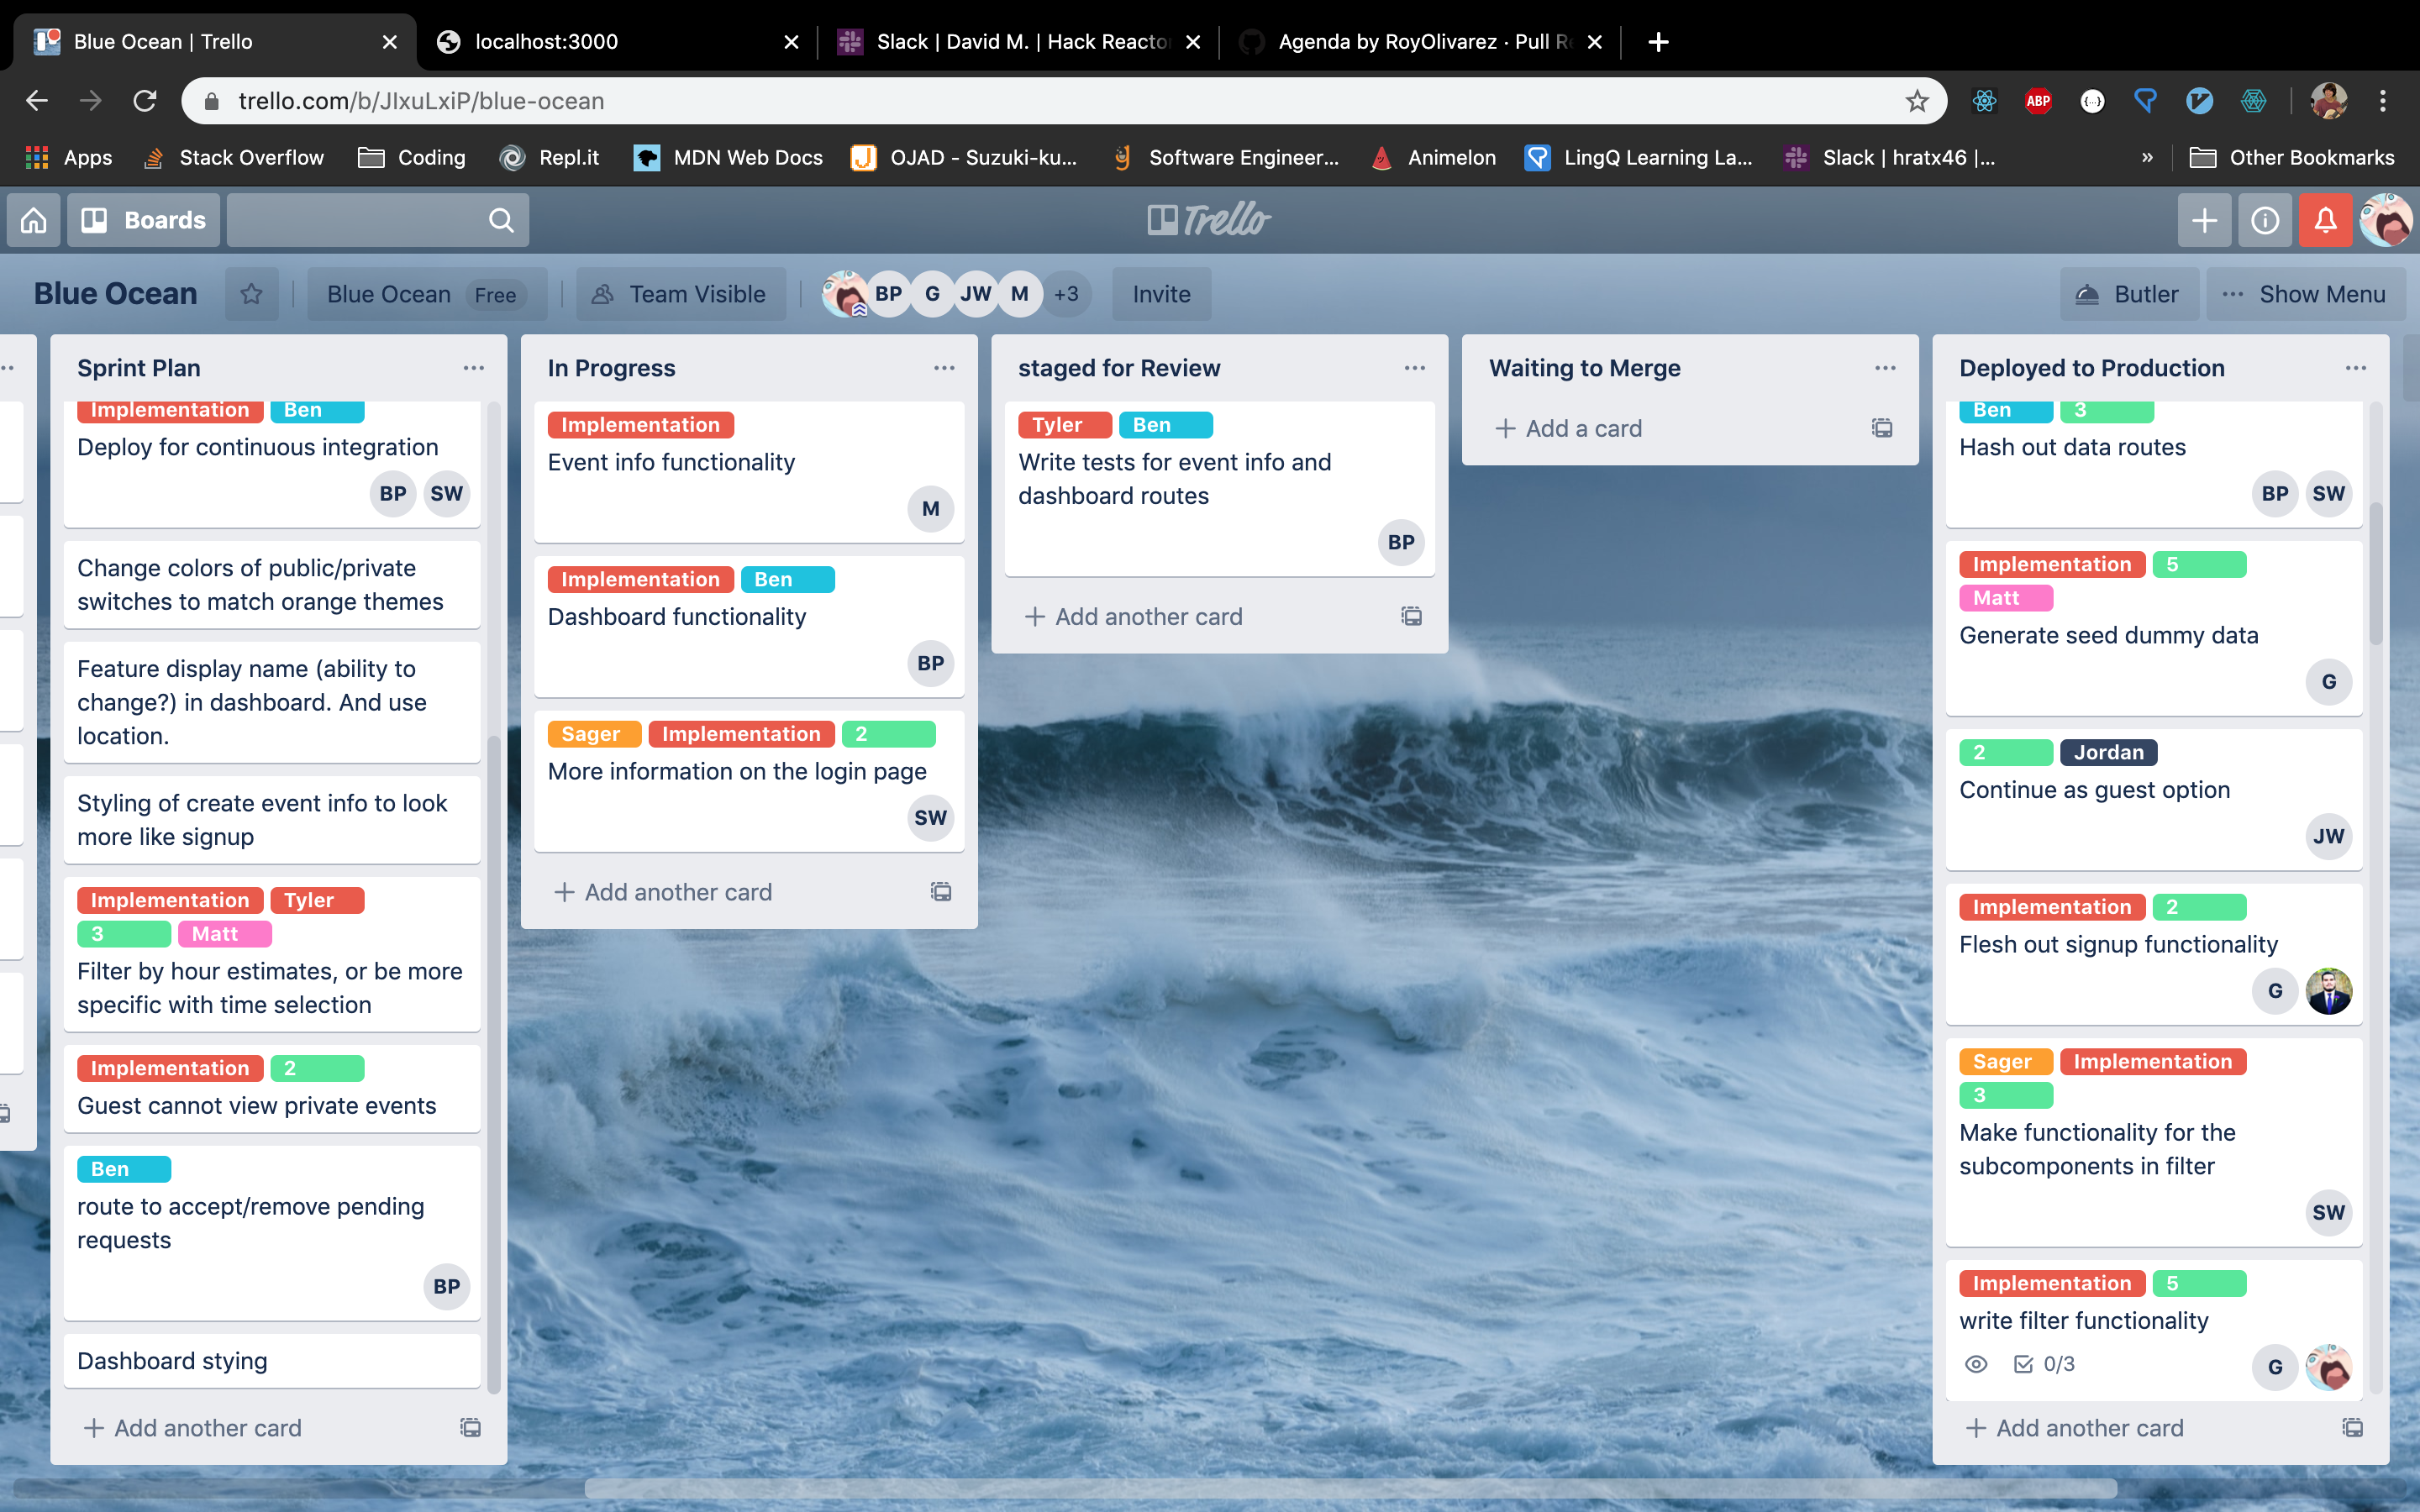 Blue Ocean | Trello
localhost:3000
Slack | David M. | Hack Reacto
Agenda by RoyOlivarez · Pull Re
trello.com/b/JIxuLxiP/blue-ocean
ABP
Apps
Stack Overflow
Coding
Repl.it
MDN Web Docs
OJAD - Suzuki-ku...
Software Engineer...
Animelon
LingQ Learning La...
Slack | hratx46 |...
»
Other Bookmarks
Boards
Trello
Blue Ocean
Blue Ocean Free
Team Visible
BP G JW M +3
Invite
Butler
Show Menu
Sprint Plan
Implementation Ben
Deploy for continuous integration
BP SW
Change colors of public/private
switches to match orange themes
Feature display name (ability to
change?) in dashboard. And use
location.
Styling of create event info to look
more like signup
Implementation Tyler
3 Matt
Filter by hour estimates, or be more
specific with time selection
Implementation 2
Guest cannot view private events
Ben
route to accept/remove pending
requests
BP
Dashboard stying
+ Add another card
In Progress
Implementation
Event info functionality
M
Implementation Ben
Dashboard functionality
BP
Sager Implementation 2
More information on the login page
SW
+ Add another card
staged for Review
Tyler Ben
Write tests for event info and
dashboard routes
BP
+ Add another card
Waiting to Merge
+ Add a card
Deployed to Production
Ben 3
Hash out data routes
BP SW
Implementation 5
Matt
Generate seed dummy data
G
2 Jordan
Continue as guest option
JW
Implementation 2
Flesh out signup functionality
G
Sager Implementation
3
Make functionality for the
subcomponents in filter
SW
Implementation 5
write filter functionality
0/3
G
+ Add another card